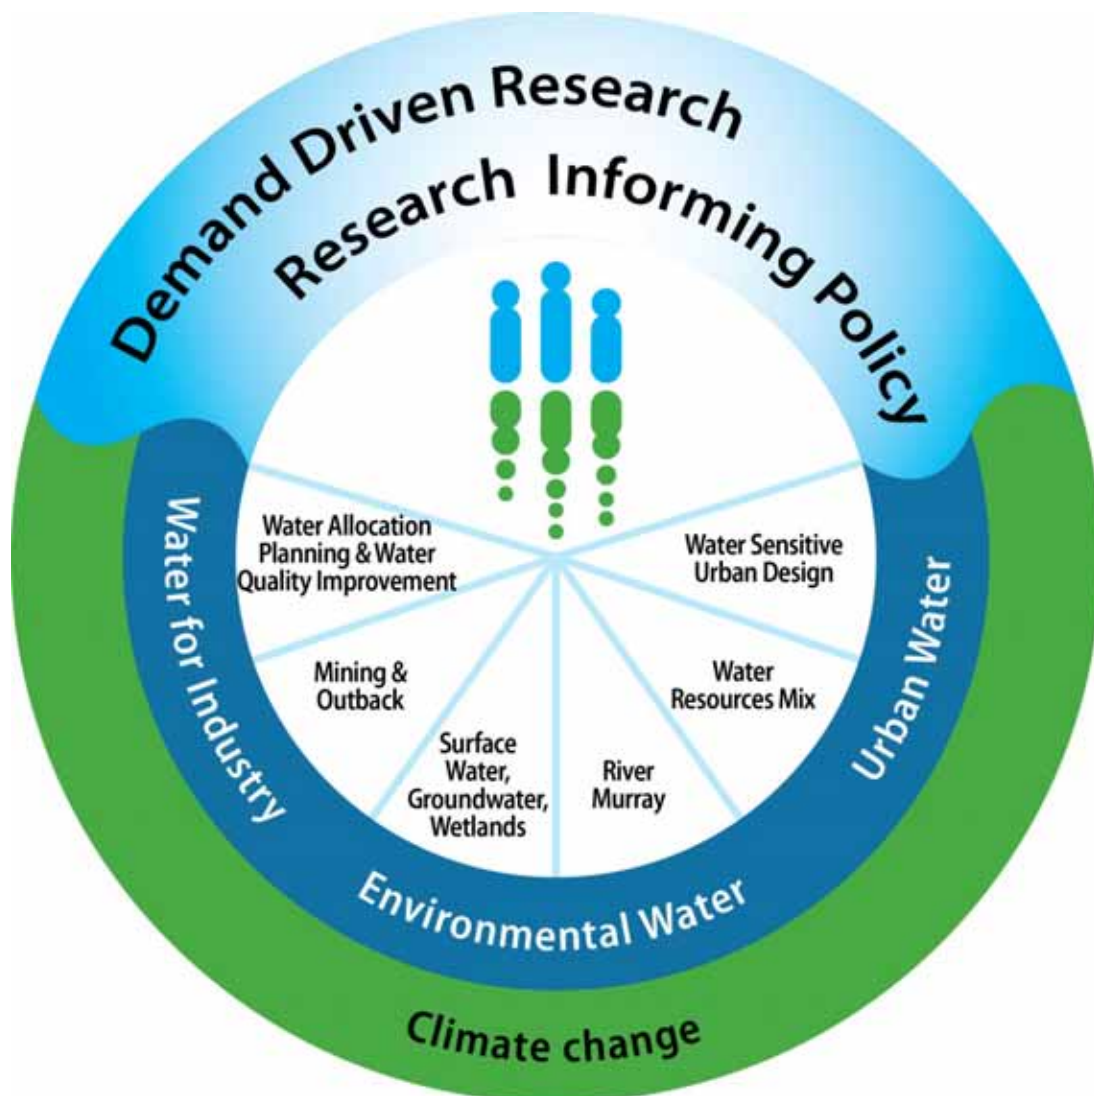 Demand Driven Research
Research Informing Policy
Water Allocation
Planning & Water
Quality Improvement
Mining &
Outback
Surface
Water,
Groundwater,
Wetlands
River
Murray
Water
Resources Mix
Water Sensitive
Urban Design
Water for Industry
Environmental Water
Urban Water
Climate change